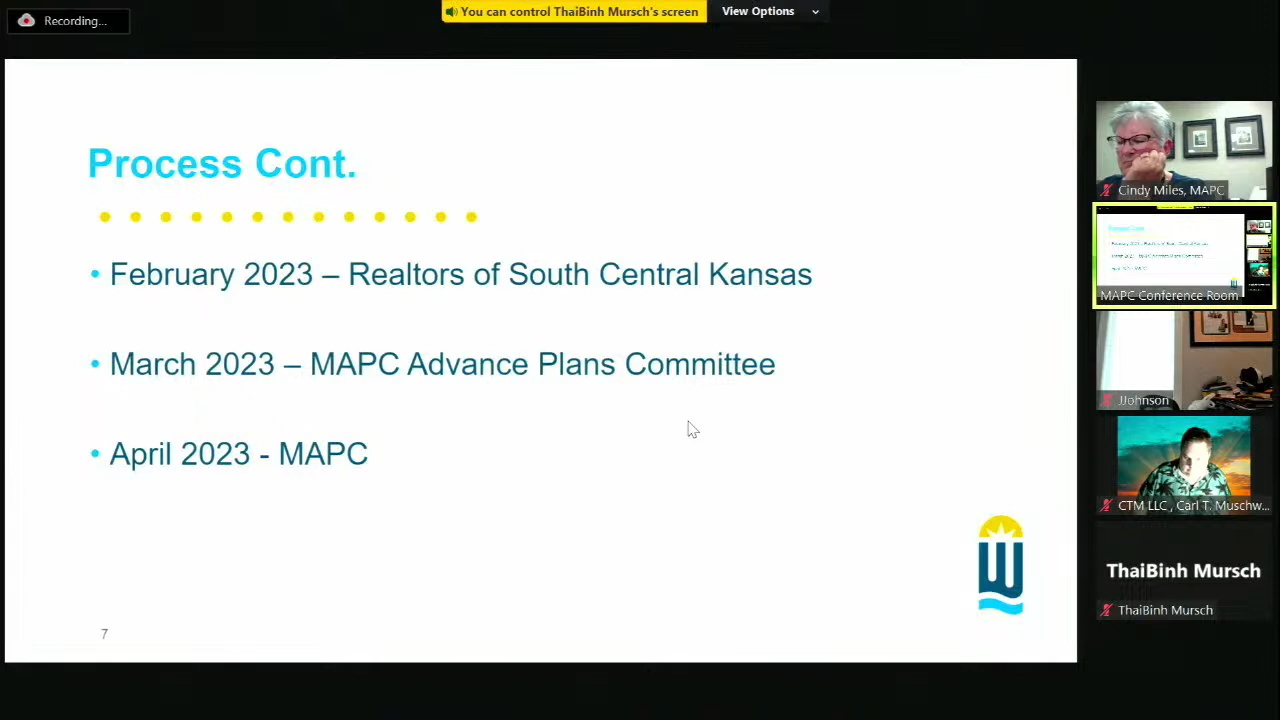 Recording...
You can control ThaiBinh Mursch's screen
View Options
Process Cont.
• February 2023 – Realtors of South Central Kansas
• March 2023 – MAPC Advance Plans Committee
• April 2023 - MAPC
7
Cindy Miles, MAPC
MAPC Conference Room
JJohnson
CTM LLC , Carl T. Muschw...
ThaiBinh Mursch
ThaiBinh Mursch